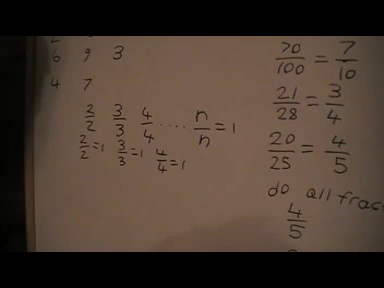 6 9 3
4 7
2/2 3/3 4/4 ..... n/n = 1
2/2 = 1 3/3 = 1 4/4 = 1
70/100 = 7/10
21/28 = 3/4
20/25 = 4/5
do all frac
4/5